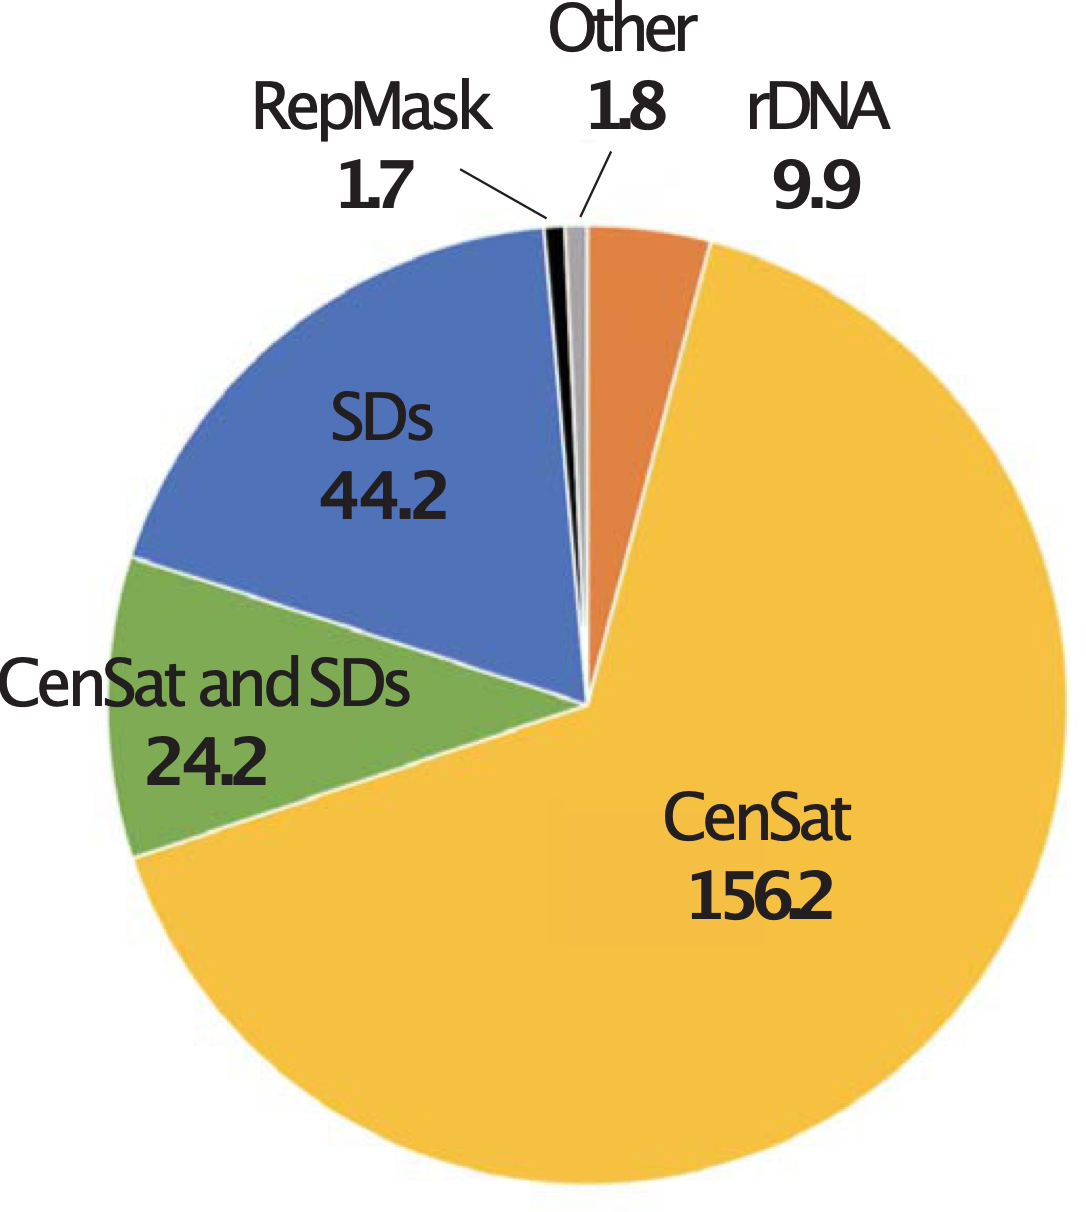 Other
1.8
RepMask
1.7
rDNA
9.9
SDs
44.2
CenSat and SDs
24.2
CenSat
156.2